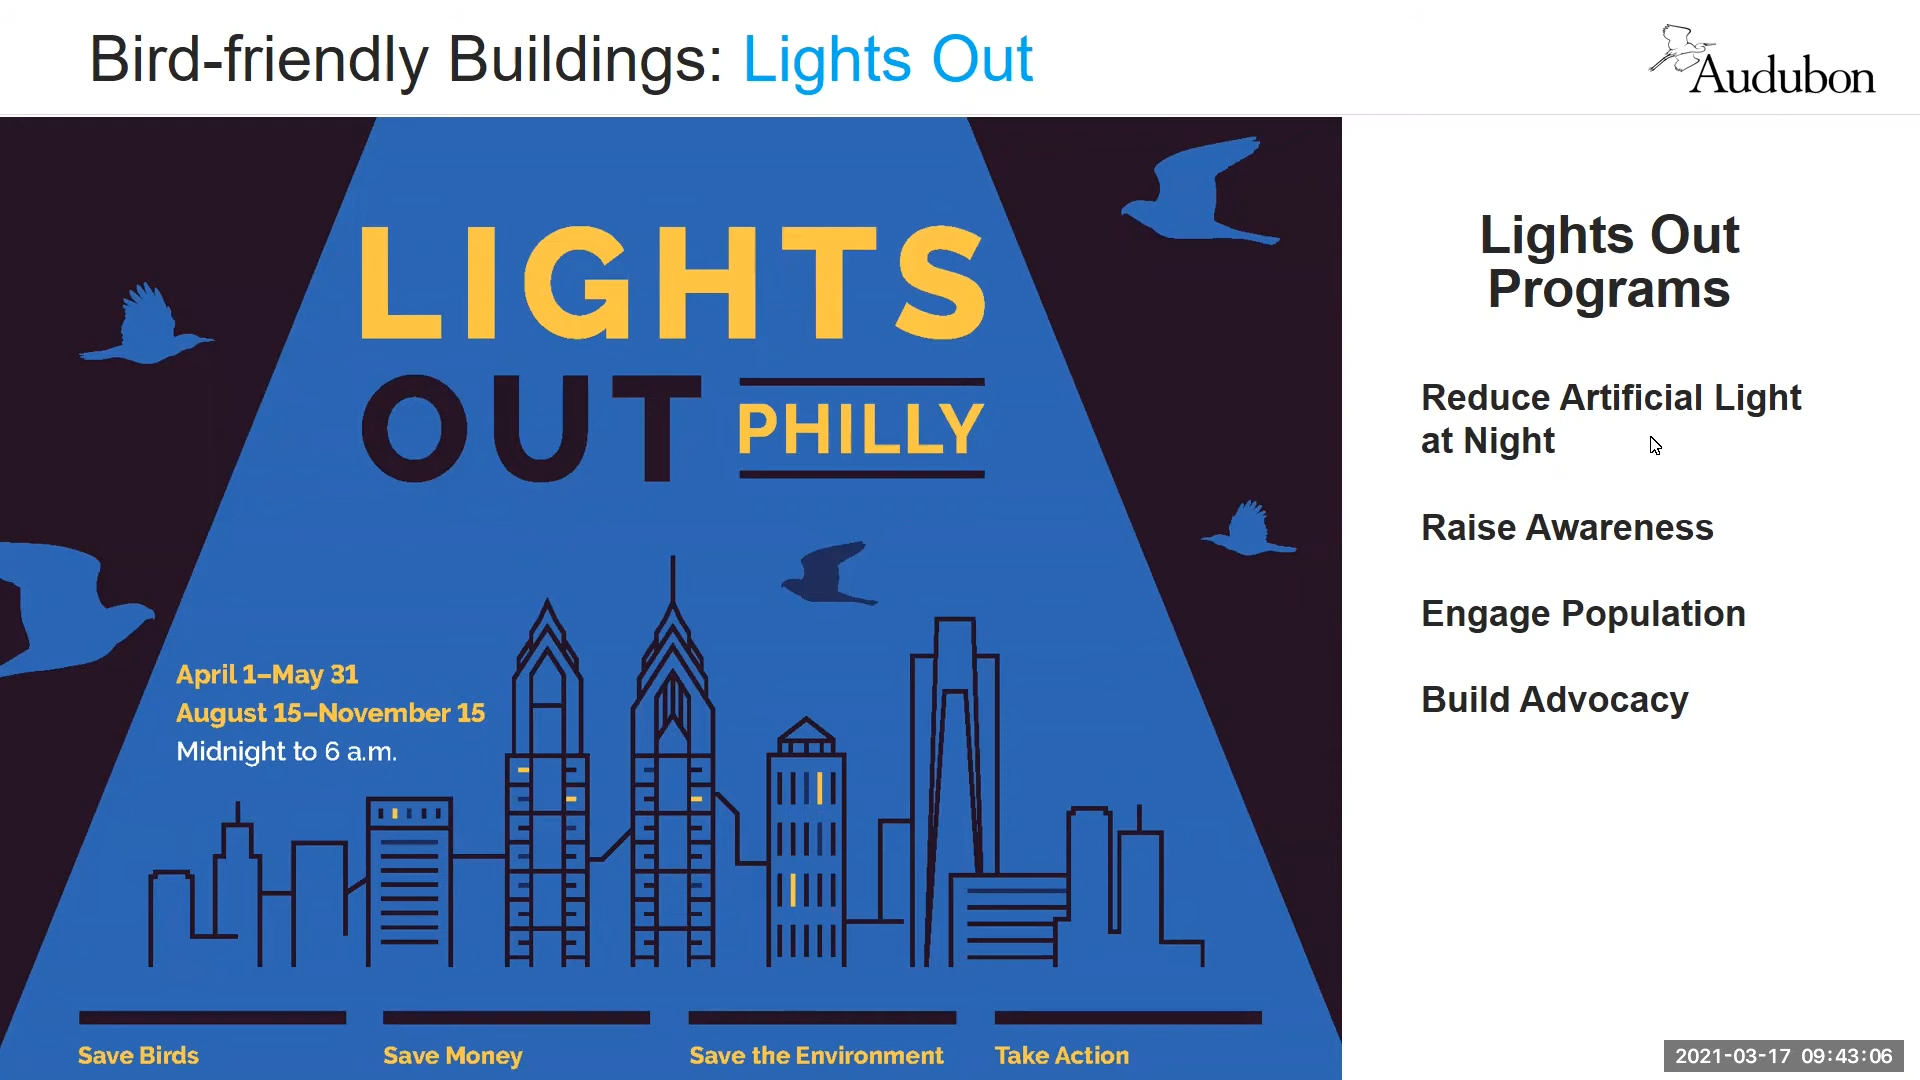 Bird-friendly Buildings: Lights Out
Audubon
LIGHTS
OUT PHILLY
April 1–May 31
August 15–November 15
Midnight to 6 a.m.
Save Birds
Save Money
Save the Environment
Take Action
Lights Out
Programs
Reduce Artificial Light
at Night
Raise Awareness
Engage Population
Build Advocacy
2021-03-17 09:43:06